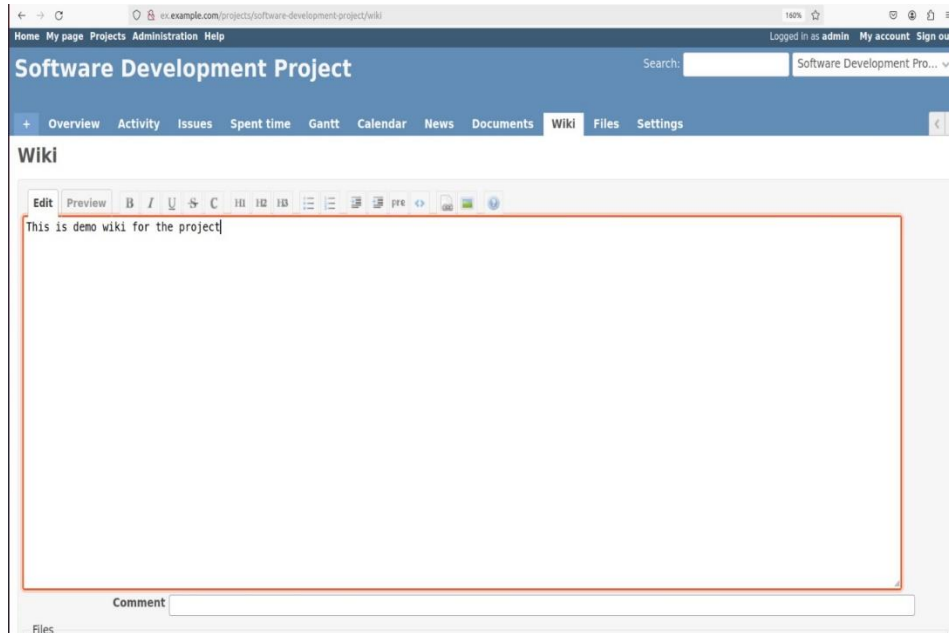 ex.example.com/projects/software-development-project/wiki
160%
Home My page Projects Administration Help
Logged in as admin My account Sign ou
Software Development Project
Search:
Software Development Pro...
+ Overview Activity Issues Spent time Gantt Calendar News Documents Wiki Files Settings
Wiki
Edit Preview B I U S C H1 H2 H3 pre <>
This is demo wiki for the project
Comment
Files